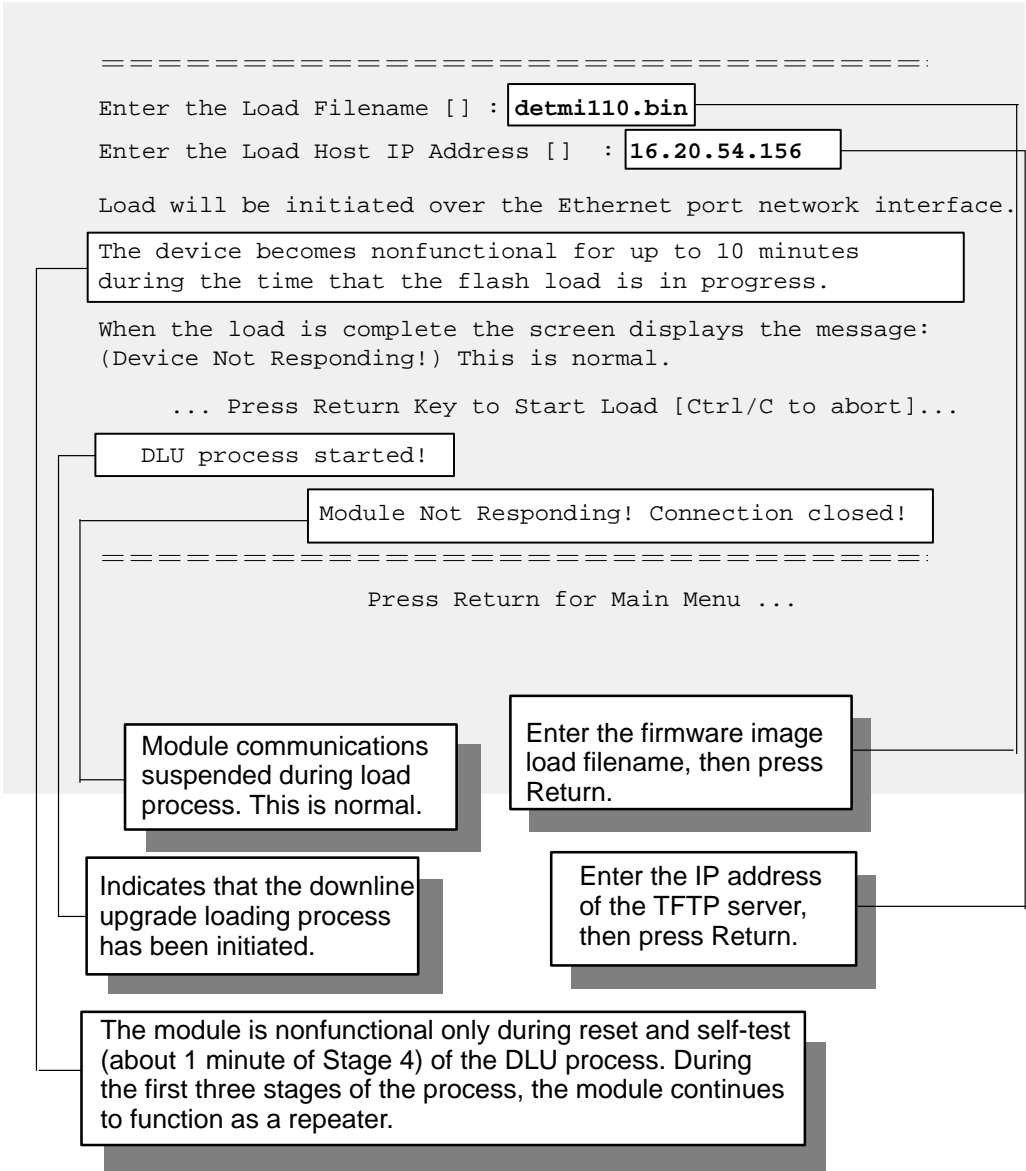 =============================
Enter the Load Filename [] : detmi110.bin
Enter the Load Host IP Address []  : 16.20.54.156
Load will be initiated over the Ethernet port network interface.
The device becomes nonfunctional for up to 10 minutes
during the time that the flash load is in progress.
When the load is complete the screen displays the message:
(Device Not Responding!) This is normal.
... Press Return Key to Start Load [Ctrl/C to abort]...
DLU process started!
Module Not Responding! Connection closed!
=============================
Press Return for Main Menu ...
Module communications
suspended during load
process. This is normal.
Enter the firmware image
load filename, then press
Return.
Indicates that the downline
upgrade loading process
has been initiated.
Enter the IP address
of the TFTP server,
then press Return.
The module is nonfunctional only during reset and self-test
(about 1 minute of Stage 4) of the DLU process. During
the first three stages of the process, the module continues
to function as a repeater.